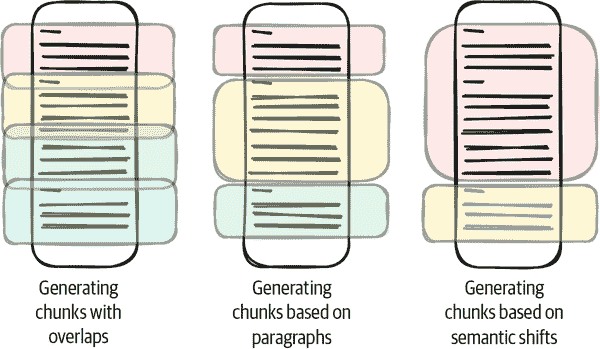 Generating
chunks with
overlaps
Generating
chunks based on
paragraphs
Generating
chunks based on
semantic shifts